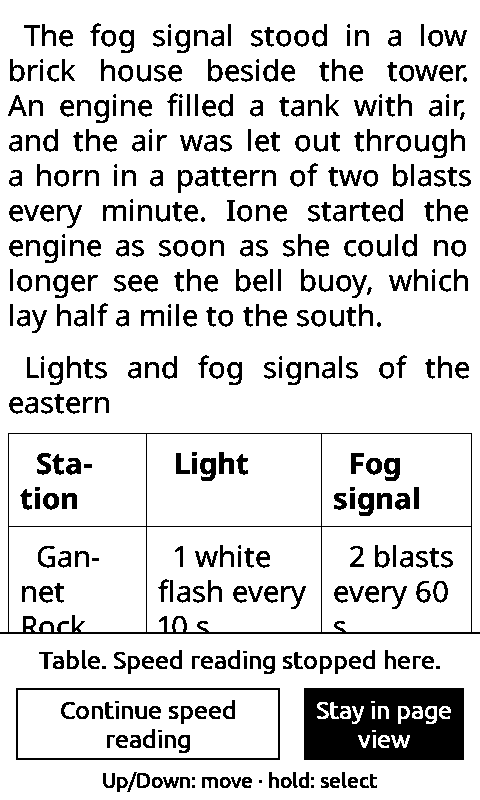 The fog signal stood in a low
brick house beside the tower.
An engine filled a tank with air,
and the air was let out through
a horn in a pattern of two blasts
every minute. Ione started the
engine as soon as she could no
longer see the bell buoy, which
lay half a mile to the south.
Lights and fog signals of the
eastern
Sta-
tion
Light
Fog
signal
Gan-
net
Rock
1 white
flash every
10 s
2 blasts
every 60
s
Table. Speed reading stopped here.
Continue speed
reading
Stay in page
view
Up/Down: move · hold: select